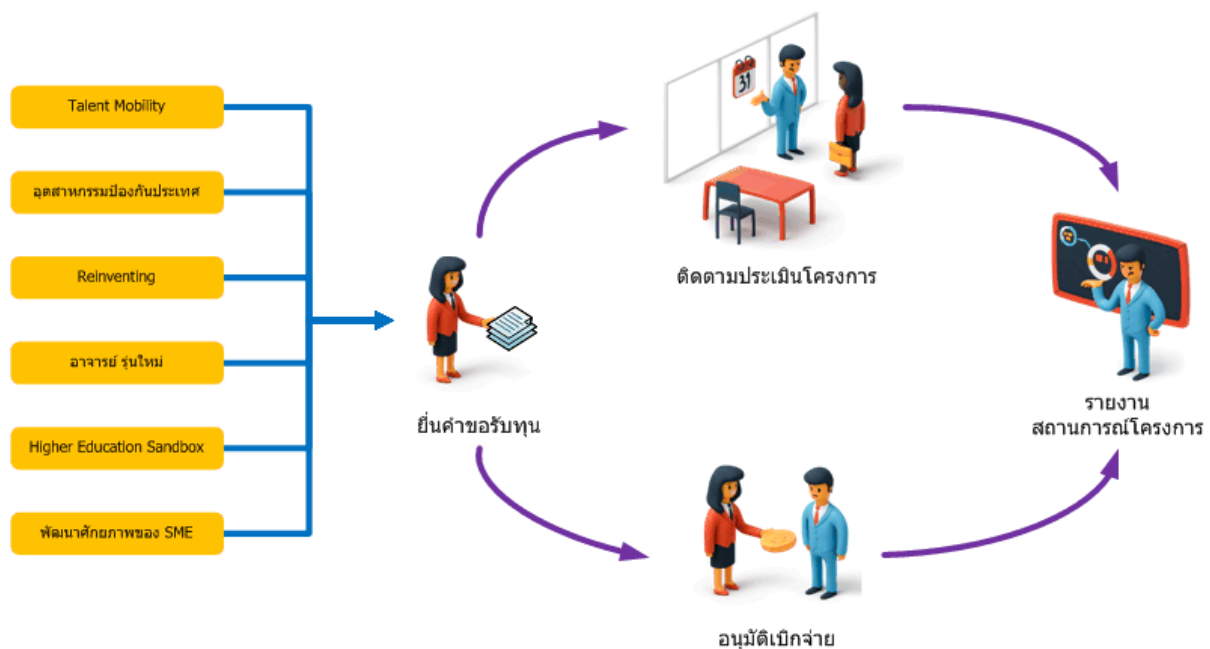 Talent Mobility
อุตสาหกรรมป้องกันประเทศ
Reinventing
อาจารย์ รุ่นใหม่
Higher Education Sandbox
พัฒนาศักยภาพของ SME
ยื่นคำขอรับทุน
31
ติดตามประเมินโครงการ
อนุมัติเบิกจ่าย
รายงาน
สถานการณ์โครงการ